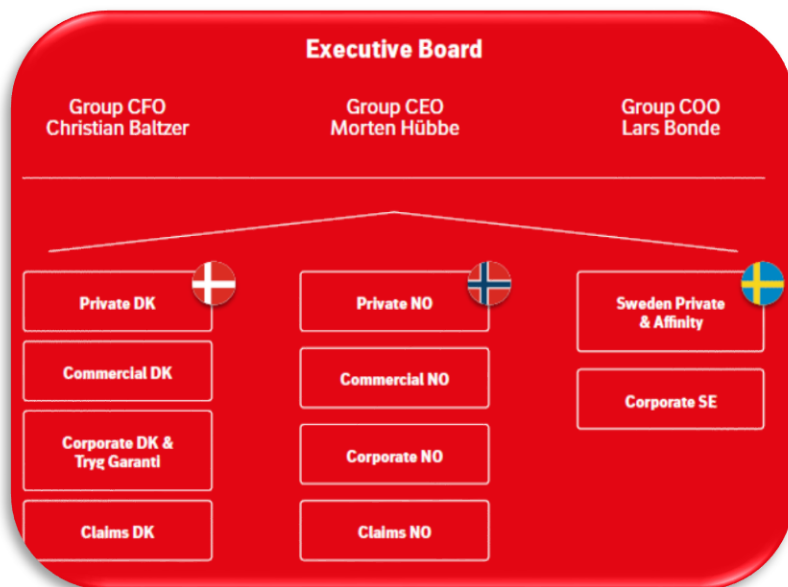 Executive Board
Group CFO
Christian Baltzer
Group CEO
Morten Hübbe
Group COO
Lars Bonde
Private DK
Commercial DK
Corporate DK &
Tryg Garanti
Claims DK
Private NO
Commercial NO
Corporate NO
Claims NO
Sweden Private
& Affinity
Corporate SE